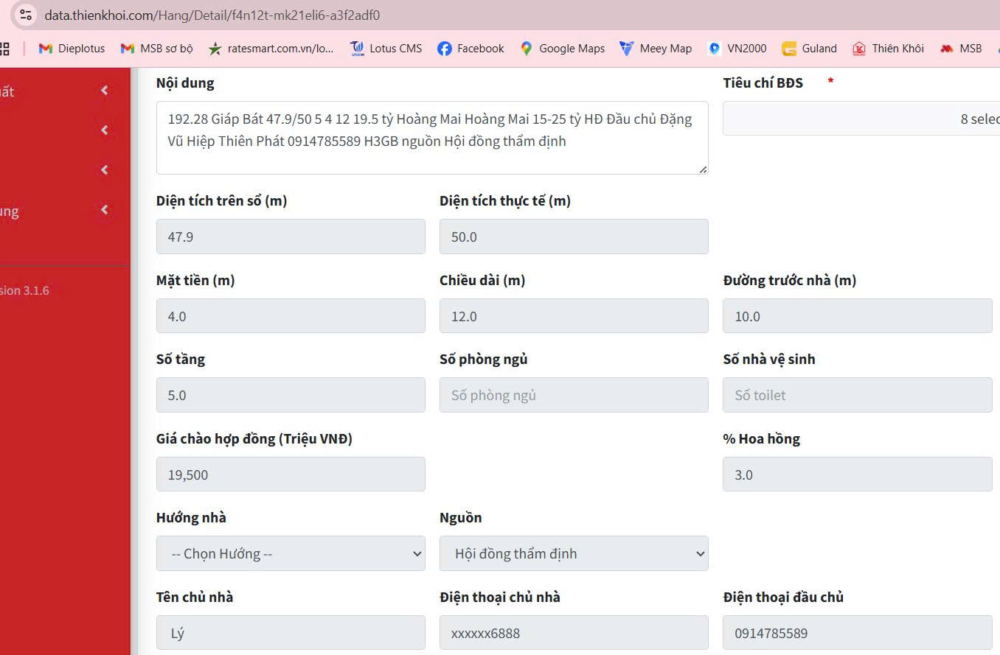 data.thienkhoi.com/Hang/Detail/f4n12t-mk21eli6-a3f2adf0
Dieplotus MSB sơ bộ ratesmart.com.vn/lo... Lotus CMS Facebook Google Maps Meey Map VN2000 Guland Thiên Khôi MSB
Nội dung Tiêu chí BĐS *
192.28 Giáp Bát 47.9/50 5 4 12 19.5 tỷ Hoàng Mai Hoàng Mai 15-25 tỷ HĐ Đầu chủ Đặng
Vũ Hiệp Thiên Phát 0914785589 H3GB nguồn Hội đồng thẩm định
8 selec
Diện tích trên sổ (m) Diện tích thực tế (m)
47.9 50.0
Mặt tiền (m) Chiều dài (m) Đường trước nhà (m)
4.0 12.0 10.0
Số tầng Số phòng ngủ Số nhà vệ sinh
5.0 Số phòng ngủ Số toilet
Giá chào hợp đồng (Triệu VNĐ) % Hoa hồng
19,500 3.0
Hướng nhà Nguồn
-- Chọn Hướng -- Hội đồng thẩm định
Tên chủ nhà Điện thoại chủ nhà Điện thoại đầu chủ
Lý xxxxxx6888 0914785589
uất
ung
sion 3.1.6